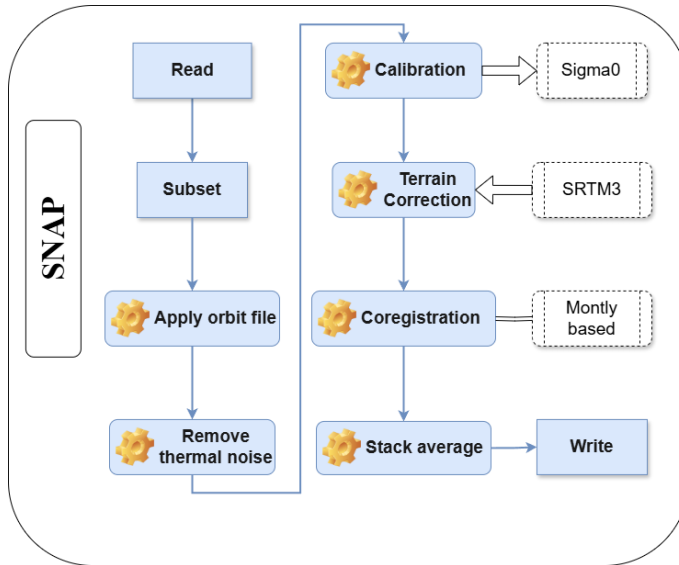 SNAP
Read
Subset
Apply orbit file
Remove
thermal noise
Calibration
Sigma0
Terrain
Correction
SRTM3
Coregistration
Montly
based
Stack average
Write